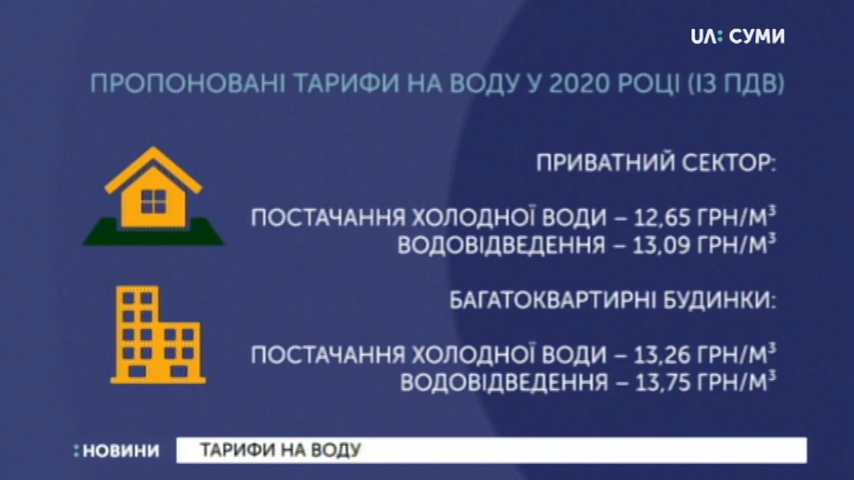 UA: СУМИ
ПРОПОНОВАНІ ТАРИФИ НА ВОДУ У 2020 РОЦІ (ІЗ ПДВ)
ПРИВАТНИЙ СЕКТОР:
ПОСТАЧАННЯ ХОЛОДНОЇ ВОДИ – 12,65 ГРН/М³
ВОДОВІДВЕДЕННЯ – 13,09 ГРН/М³
БАГАТОКВАРТИРНІ БУДИНКИ:
ПОСТАЧАННЯ ХОЛОДНОЇ ВОДИ – 13,26 ГРН/М³
ВОДОВІДВЕДЕННЯ – 13,75 ГРН/М³
:НОВИНИ
ТАРИФИ НА ВОДУ